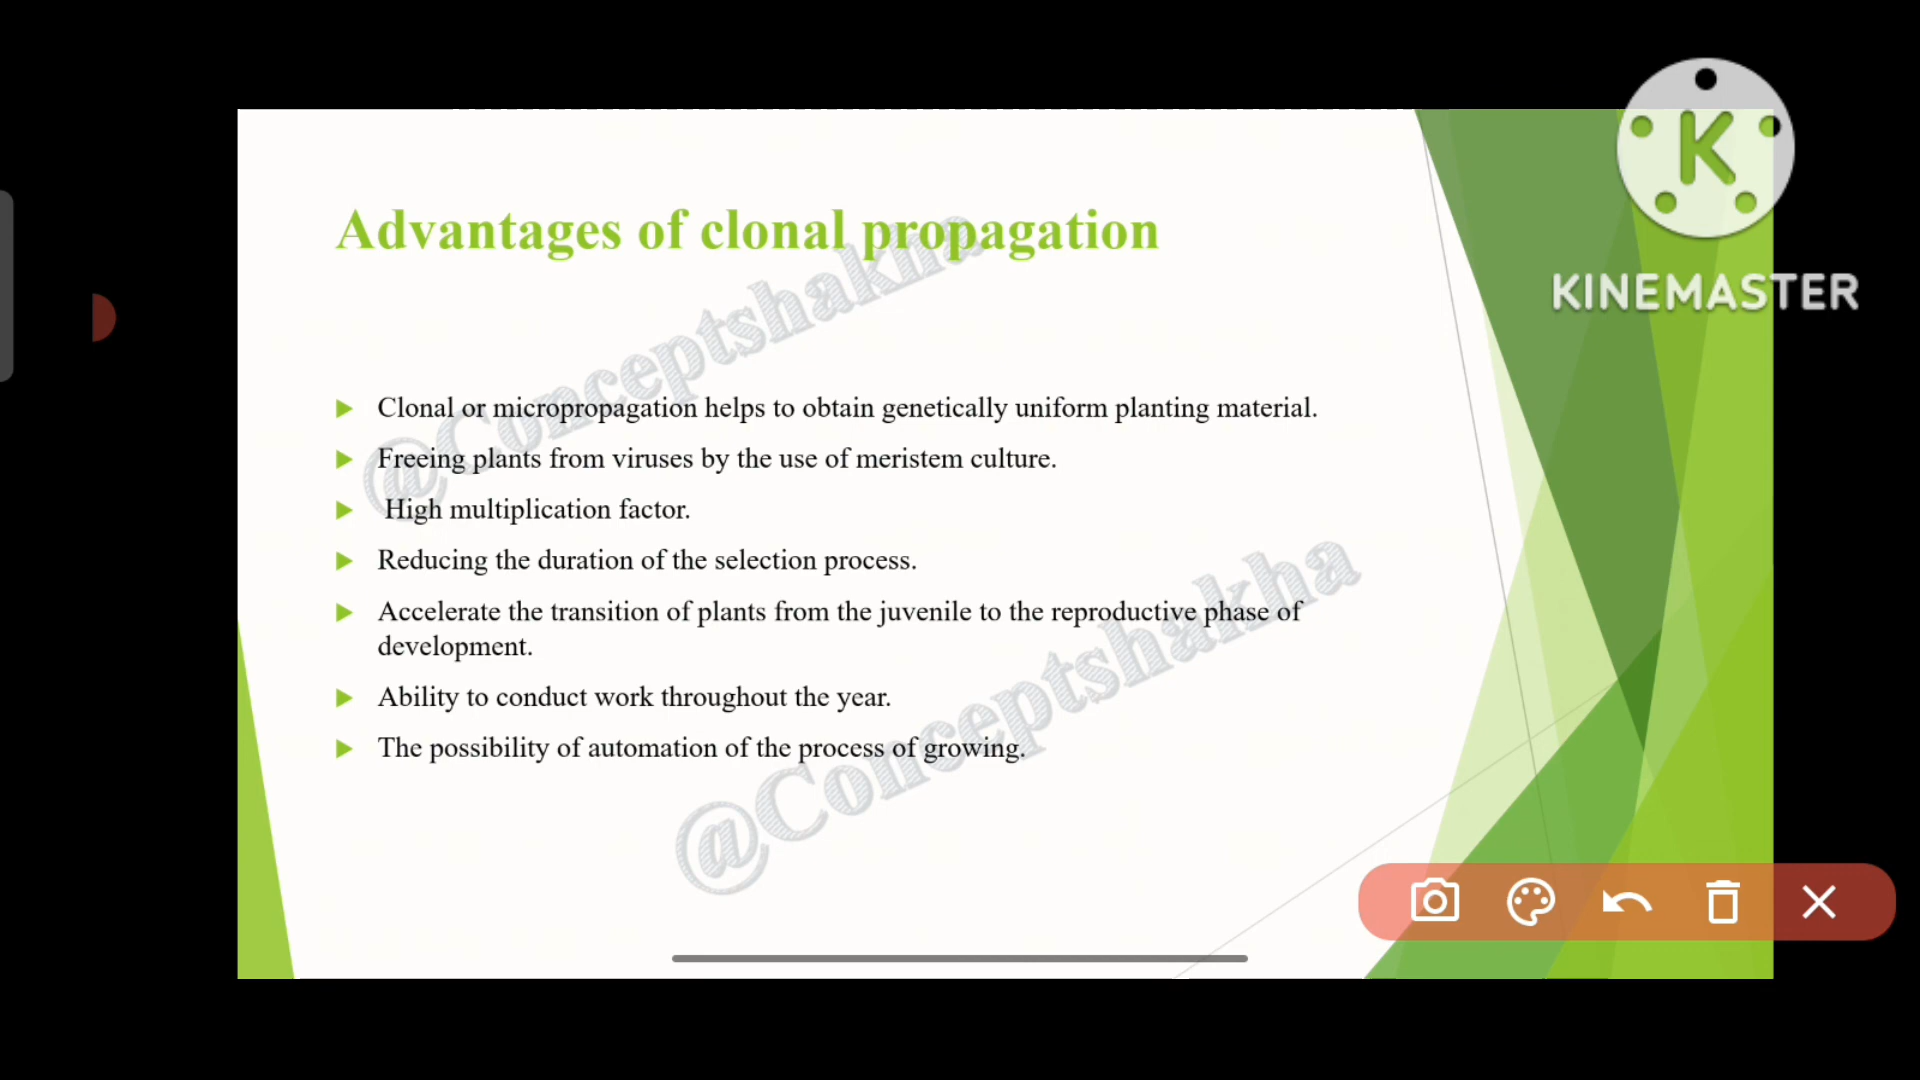 K
KINEMASTER
Advantages of clonal propagation
Clonal or micropropagation helps to obtain genetically uniform planting material.
Freeing plants from viruses by the use of meristem culture.
High multiplication factor.
Reducing the duration of the selection process.
Accelerate the transition of plants from the juvenile to the reproductive phase of
development.
Ability to conduct work throughout the year.
The possibility of automation of the process of growing.
@Conceptshakha
@Conceptshakha